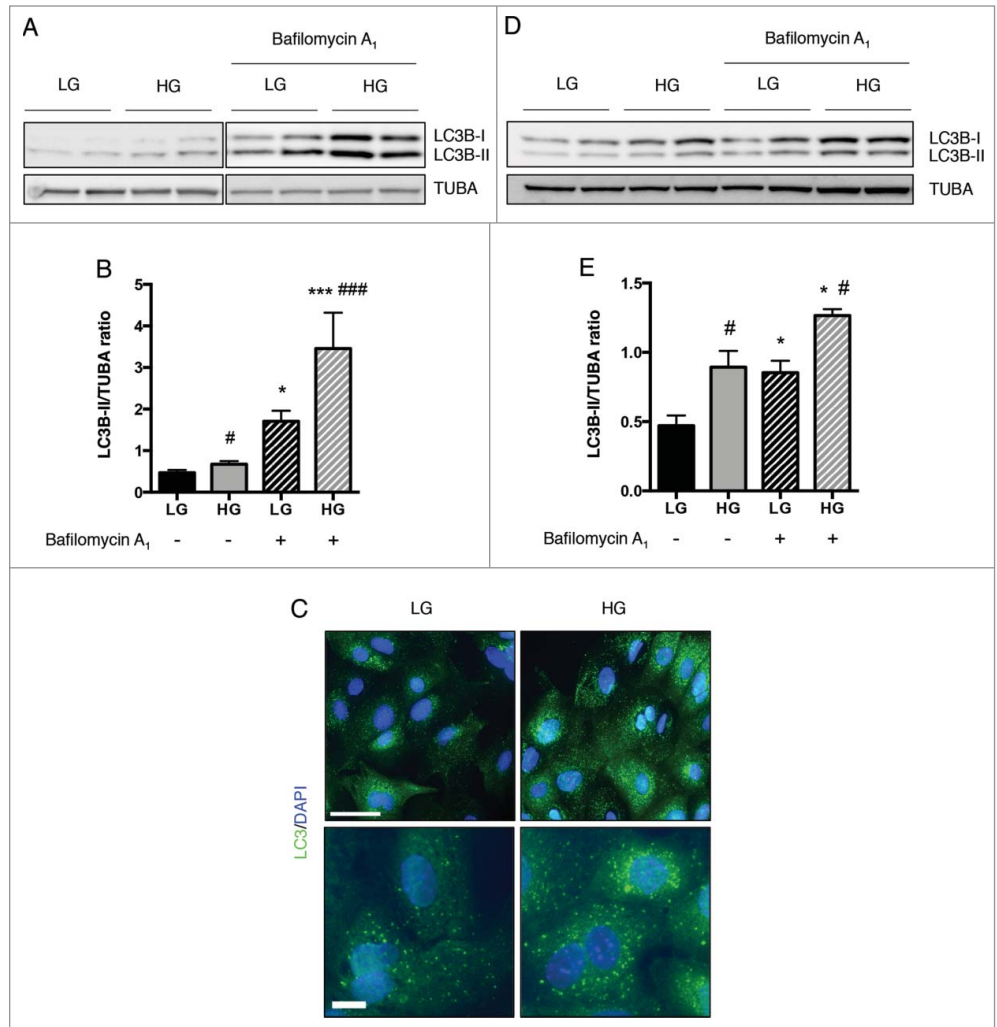 A
Bafilomycin A₁
LG HG LG HG
LC3B-I
LC3B-II
TUBA
D
Bafilomycin A₁
LG HG LG HG
LC3B-I
LC3B-II
TUBA
B
LC3B-II/TUBA ratio
5
4
3
2
1
0
#
*
*** ###
LG HG LG HG
Bafilomycin A₁ - - + +
E
LC3B-II/TUBA ratio
1.5
1.0
0.5
0.0
#
*
* #
LG HG LG HG
Bafilomycin A₁ - - + +
C
LG HG
LC3/DAPI